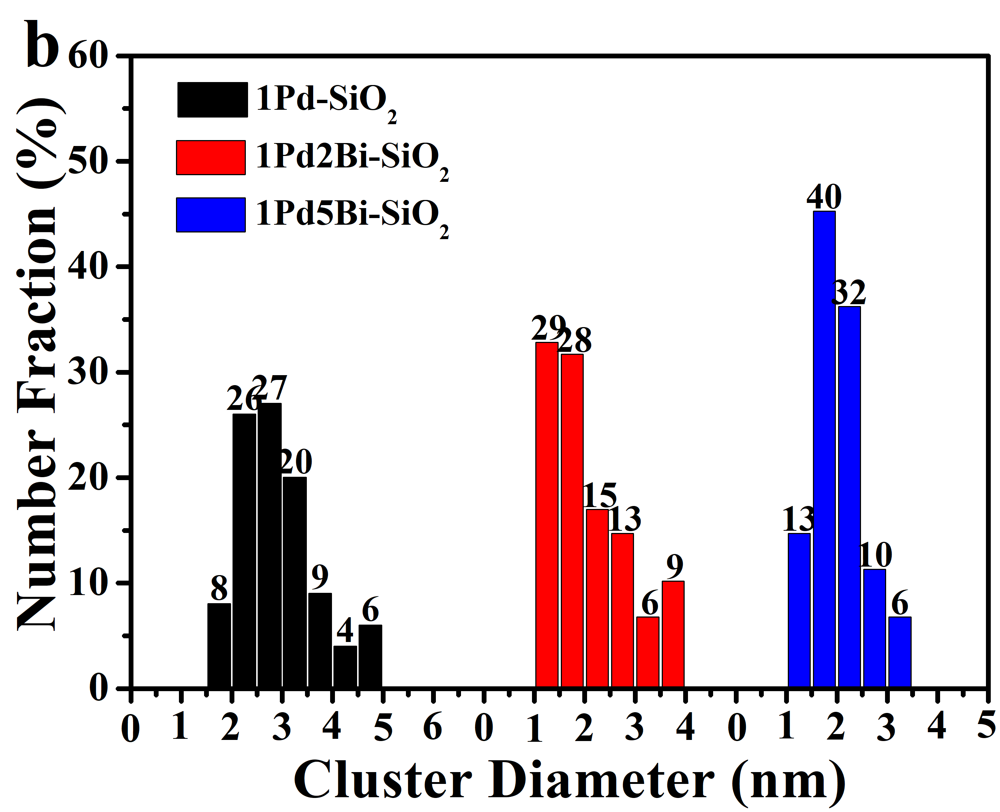 b
60
50
40
30
20
10
0
Number Fraction (%)
1Pd-SiO₂
1Pd2Bi-SiO₂
1Pd5Bi-SiO₂
8 26 27 20 9 4 6
29 28 15 13 6 9
13 40 32 10 6
0 1 2 3 4 5 6 0 1 2 3 4 0 1 2 3 4 5
Cluster Diameter (nm)